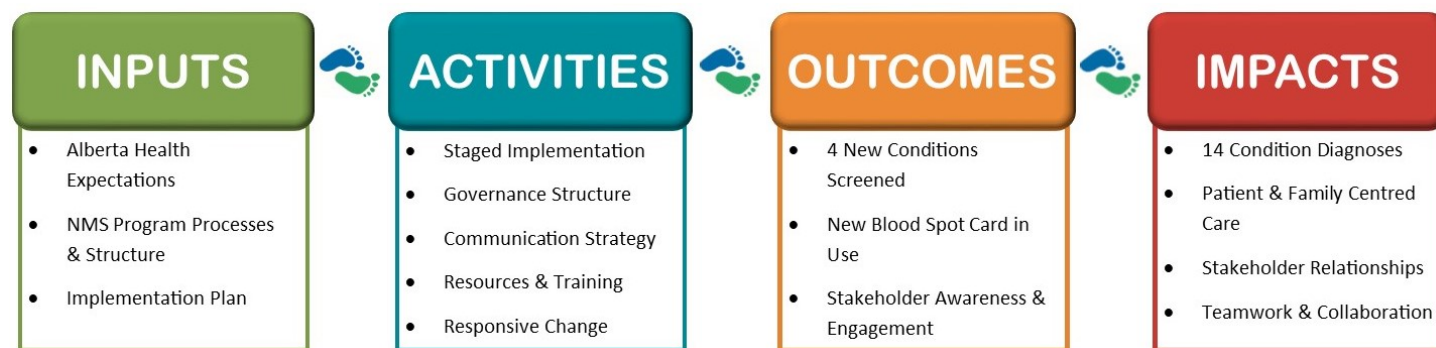 INPUTS
Alberta Health
Expectations
NMS Program Processes
& Structure
Implementation Plan
ACTIVITIES
Staged Implementation
Governance Structure
Communication Strategy
Resources & Training
Responsive Change
OUTCOMES
4 New Conditions
Screened
New Blood Spot Card in
Use
Stakeholder Awareness &
Engagement
IMPACTS
14 Condition Diagnoses
Patient & Family Centred
Care
Stakeholder Relationships
Teamwork & Collaboration